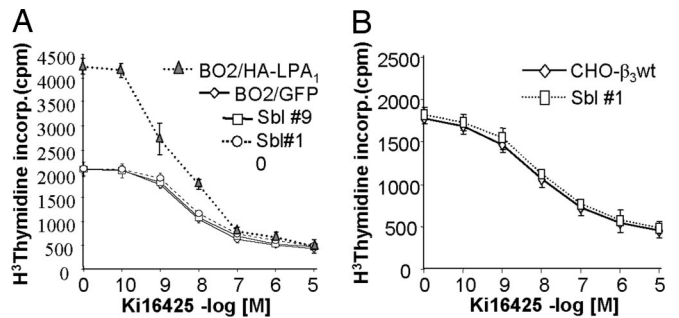 A
H³Thymidine incorp.(cpm)
4500
4000
3500
3000
2500
2000
1500
1000
500
0
0 10 9 8 7 6 5
Ki16425 -log [M]
BO2/HA-LPA₁
BO2/GFP
Sbl #9
Sbl#1
0
B
H³Thymidine incorp.(cpm)
2500
2000
1500
1000
500
0
0 10 9 8 7 6 5
Ki16425 -log [M]
CHO-β₃wt
Sbl #1